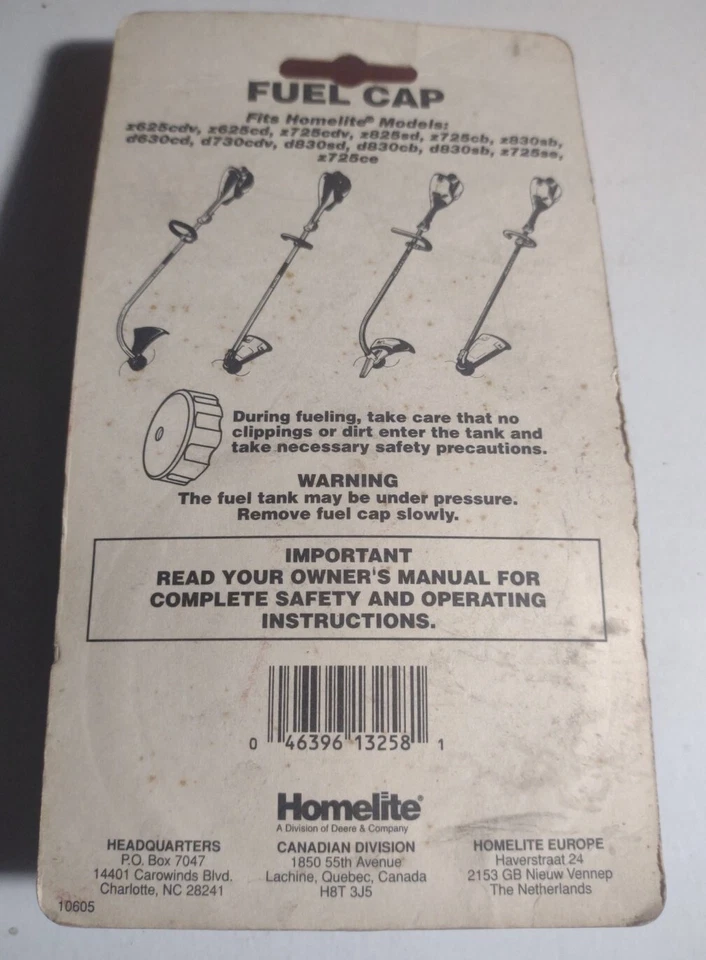 FUEL CAP
Fits Homelite® Models:
z625cdv, z625cd, z725cdv, z825sd, z725cb, z830sb,
d630cd, d730cdv, d830sd, d830cb, d830sb, z725se,
z725ce
During fueling, take care that no
clippings or dirt enter the tank and
take necessary safety precautions.
WARNING
The fuel tank may be under pressure.
Remove fuel cap slowly.
IMPORTANT
READ YOUR OWNER'S MANUAL FOR
COMPLETE SAFETY AND OPERATING
INSTRUCTIONS.
0 46396 13258 1
Homelite®
A Division of Deere & Company
HEADQUARTERS
P.O. Box 7047
14401 Carowinds Blvd.
Charlotte, NC 28241
CANADIAN DIVISION
1850 55th Avenue
Lachine, Quebec, Canada
H8T 3J5
HOMELITE EUROPE
Haverstraat 24
2153 GB Nieuw Vennep
The Netherlands
10605